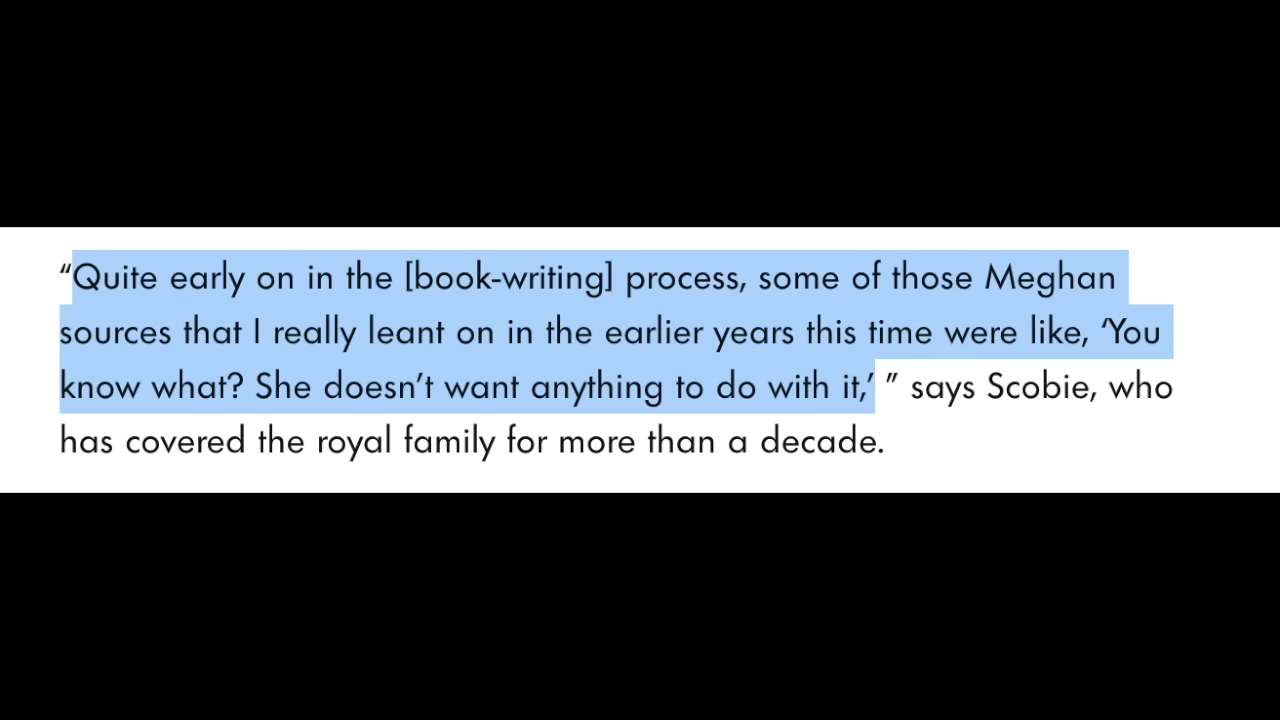 “Quite early on in the [book-writing] process, some of those Meghan
sources that I really leant on in the earlier years this time were like, ‘You
know what? She doesn’t want anything to do with it,’ ” says Scobie, who
has covered the royal family for more than a decade.